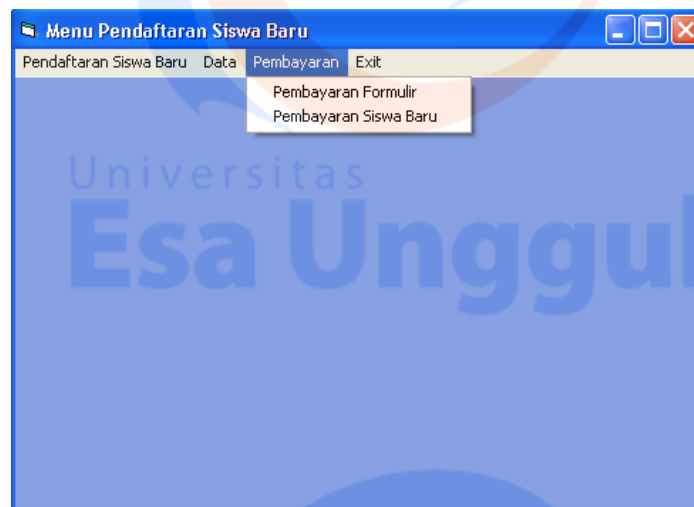 Menu Pendaftaran Siswa Baru
Pendaftaran Siswa Baru Data Pembayaran Exit
Pembayaran Formulir
Pembayaran Siswa Baru
Universitas
Esa Unggul